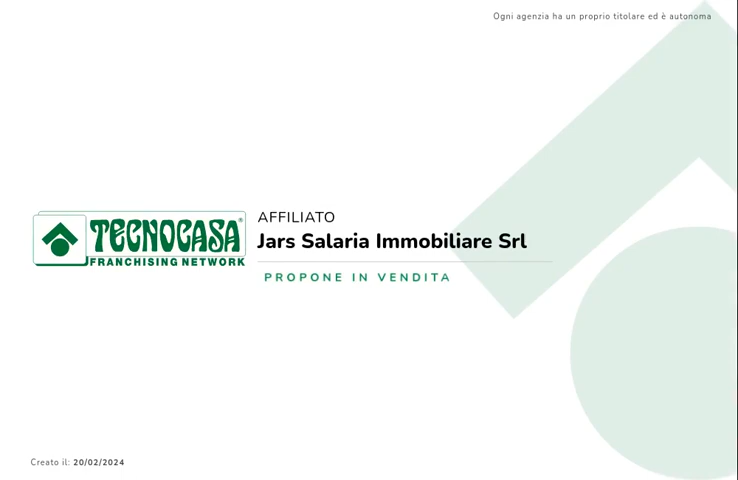 Ogni agenzia ha un proprio titolare ed è autonoma
TECNOCASA®
FRANCHISING NETWORK
AFFILIATO
Jars Salaria Immobiliare Srl
PROPONE IN VENDITA
Creato il: 20/02/2024